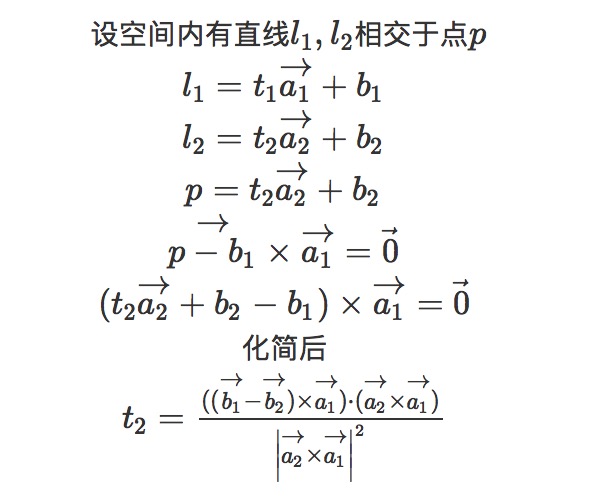 设空间内有直线$l_1, l_2$相交于点$p$
$l_1 = t_1\overrightarrow{a_1} + b_1$
$l_2 = t_2\overrightarrow{a_2} + b_2$
$p = t_2\overrightarrow{a_2} + b_2$
$\overrightarrow{p - b_1} \times \overrightarrow{a_1} = \vec{0}$
$(t_2\overrightarrow{a_2} + b_2 - b_1) \times \overrightarrow{a_1} = \vec{0}$
化简后
$t_2 = \frac{((\overrightarrow{b_1} - \overrightarrow{b_2}) \times \overrightarrow{a_1}) \cdot (\overrightarrow{a_2} \times \overrightarrow{a_1})}{\left|\overrightarrow{a_2} \times \overrightarrow{a_1}\right|^2}$